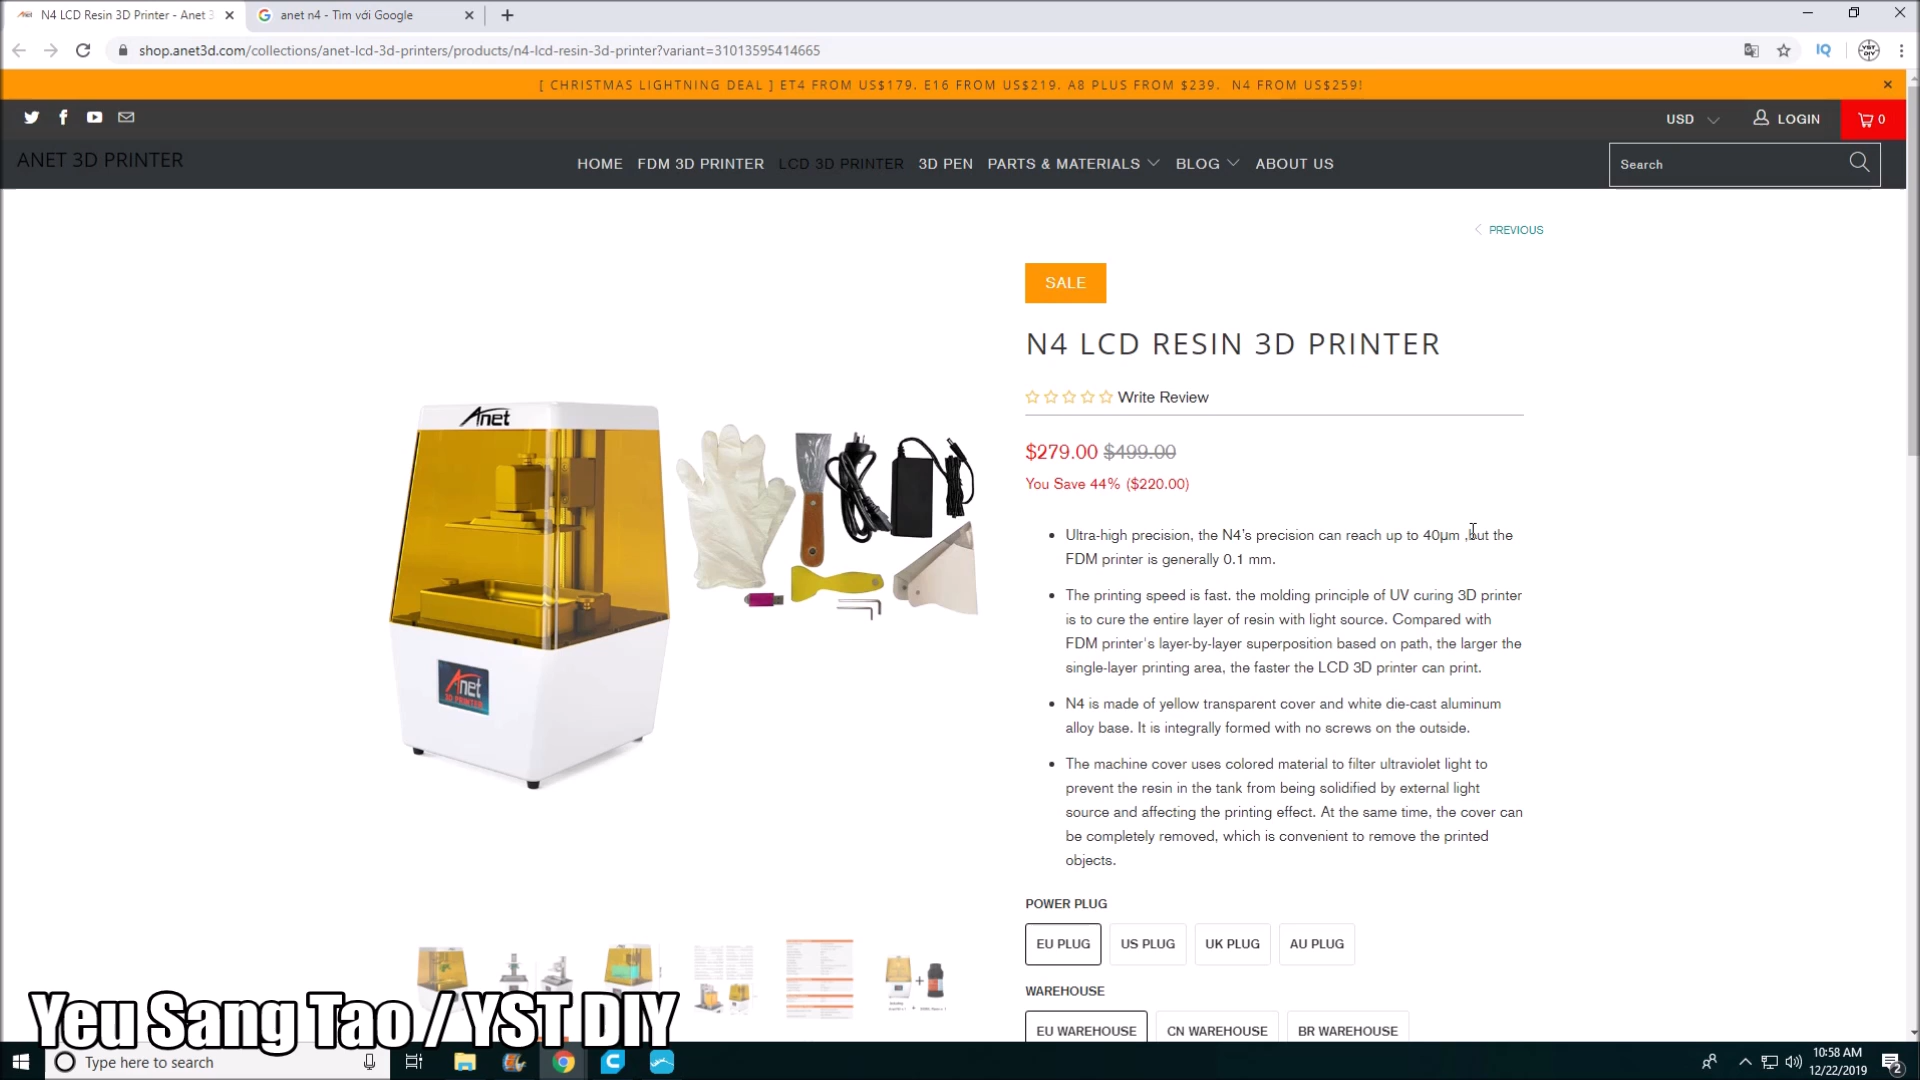 N4 LCD Resin 3D Printer - Anet 3
anet n4 - Tìm với Google
shop.anet3d.com/collections/anet-lcd-3d-printers/products/n4-lcd-resin-3d-printer?variant=31013595414665
[ CHRISTMAS LIGHTNING DEAL ] ET4 FROM US$179. E16 FROM US$219. A8 PLUS FROM $239. N4 FROM US$259!
USD
LOGIN
0
ANET 3D PRINTER
HOME
FDM 3D PRINTER
LCD 3D PRINTER
3D PEN
PARTS & MATERIALS
BLOG
ABOUT US
Search
PREVIOUS
SALE
N4 LCD RESIN 3D PRINTER
Write Review
$279.00 $499.00
You Save 44% ($220.00)
Ultra-high precision, the N4's precision can reach up to 40μm ,but the
FDM printer is generally 0.1 mm.
The printing speed is fast. the molding principle of UV curing 3D printer
is to cure the entire layer of resin with light source. Compared with
FDM printer's layer-by-layer superposition based on path, the larger the
single-layer printing area, the faster the LCD 3D printer can print.
N4 is made of yellow transparent cover and white die-cast aluminum
alloy base. It is integrally formed with no screws on the outside.
The machine cover uses colored material to filter ultraviolet light to
prevent the resin in the tank from being solidified by external light
source and affecting the printing effect. At the same time, the cover can
be completely removed, which is convenient to remove the printed
objects.
Anet
Anet
3D PRINTER
POWER PLUG
EU PLUG
US PLUG
UK PLUG
AU PLUG
WAREHOUSE
EU WAREHOUSE
CN WAREHOUSE
BR WAREHOUSE
Yeu Sang Tao / YST DIY
Type here to search
10:58 AM
12/22/2019
2